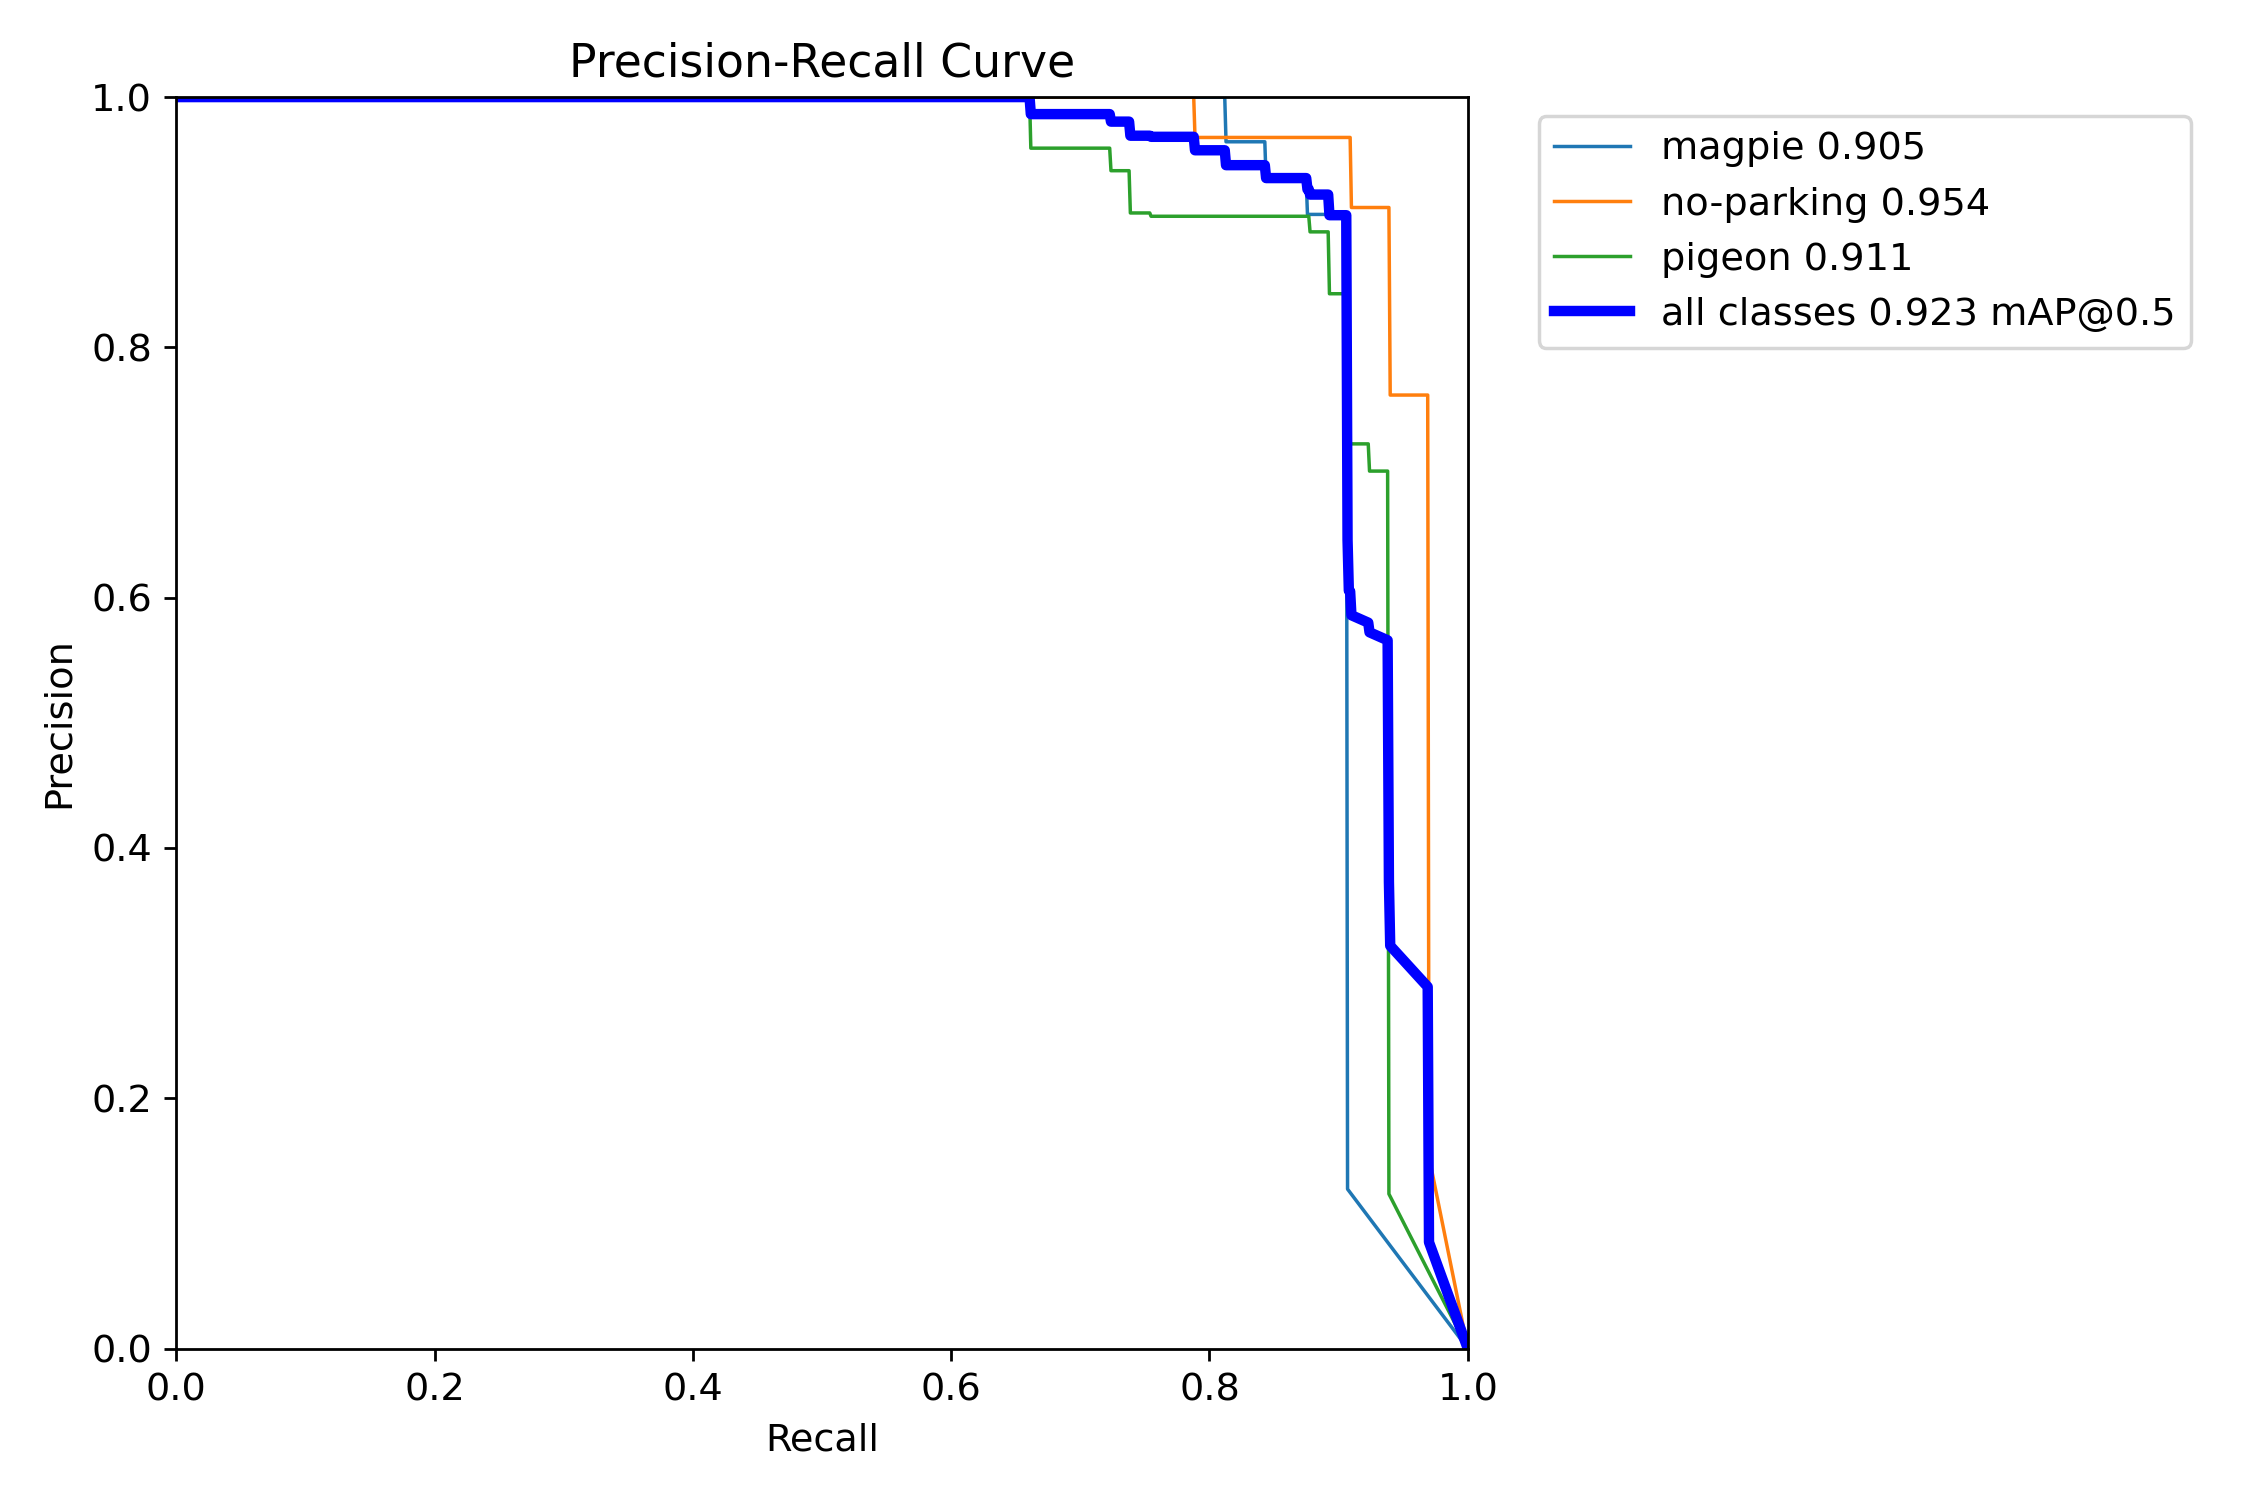 Precision-Recall Curve
1.0
0.8
0.6
0.4
0.2
0.0
Precision
0.0 0.2 0.4 0.6 0.8 1.0
Recall
magpie 0.905
no-parking 0.954
pigeon 0.911
all classes 0.923 mAP@0.5